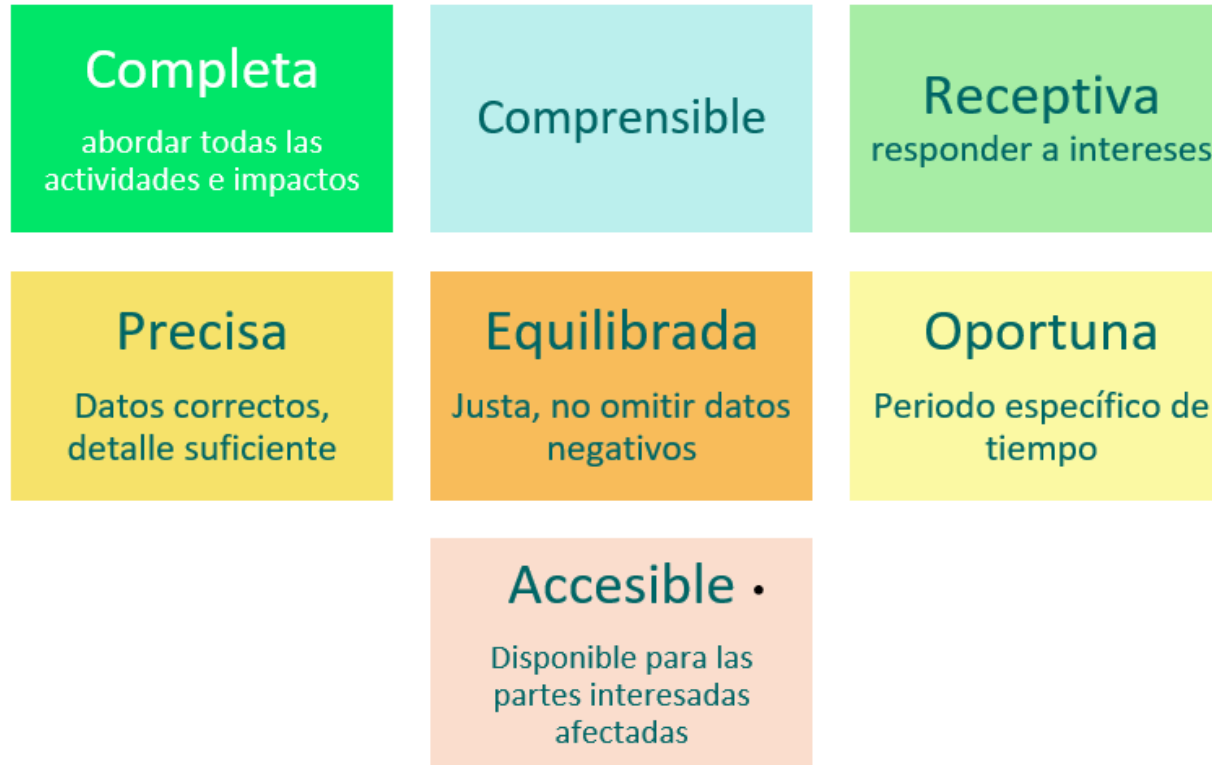 Completa
abordar todas las
actividades e impactos
Comprensible
Receptiva
responder a intereses
Precisa
Datos correctos,
detalle suficiente
Equilibrada
Justa, no omitir datos
negativos
Oportuna
Periodo específico de
tiempo
Accesible •
Disponible para las
partes interesadas
afectadas